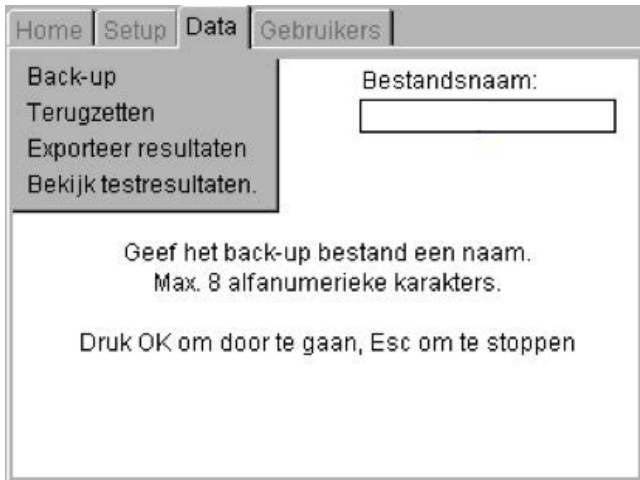 Home Setup Data Gebruikers
Back-up
Terugzetten
Exporteer resultaten
Bekijk testresultaten.
Bestandsnaam:
Geef het back-up bestand een naam.
Max. 8 alfanumerieke karakters.
Druk OK om door te gaan, Esc om te stoppen